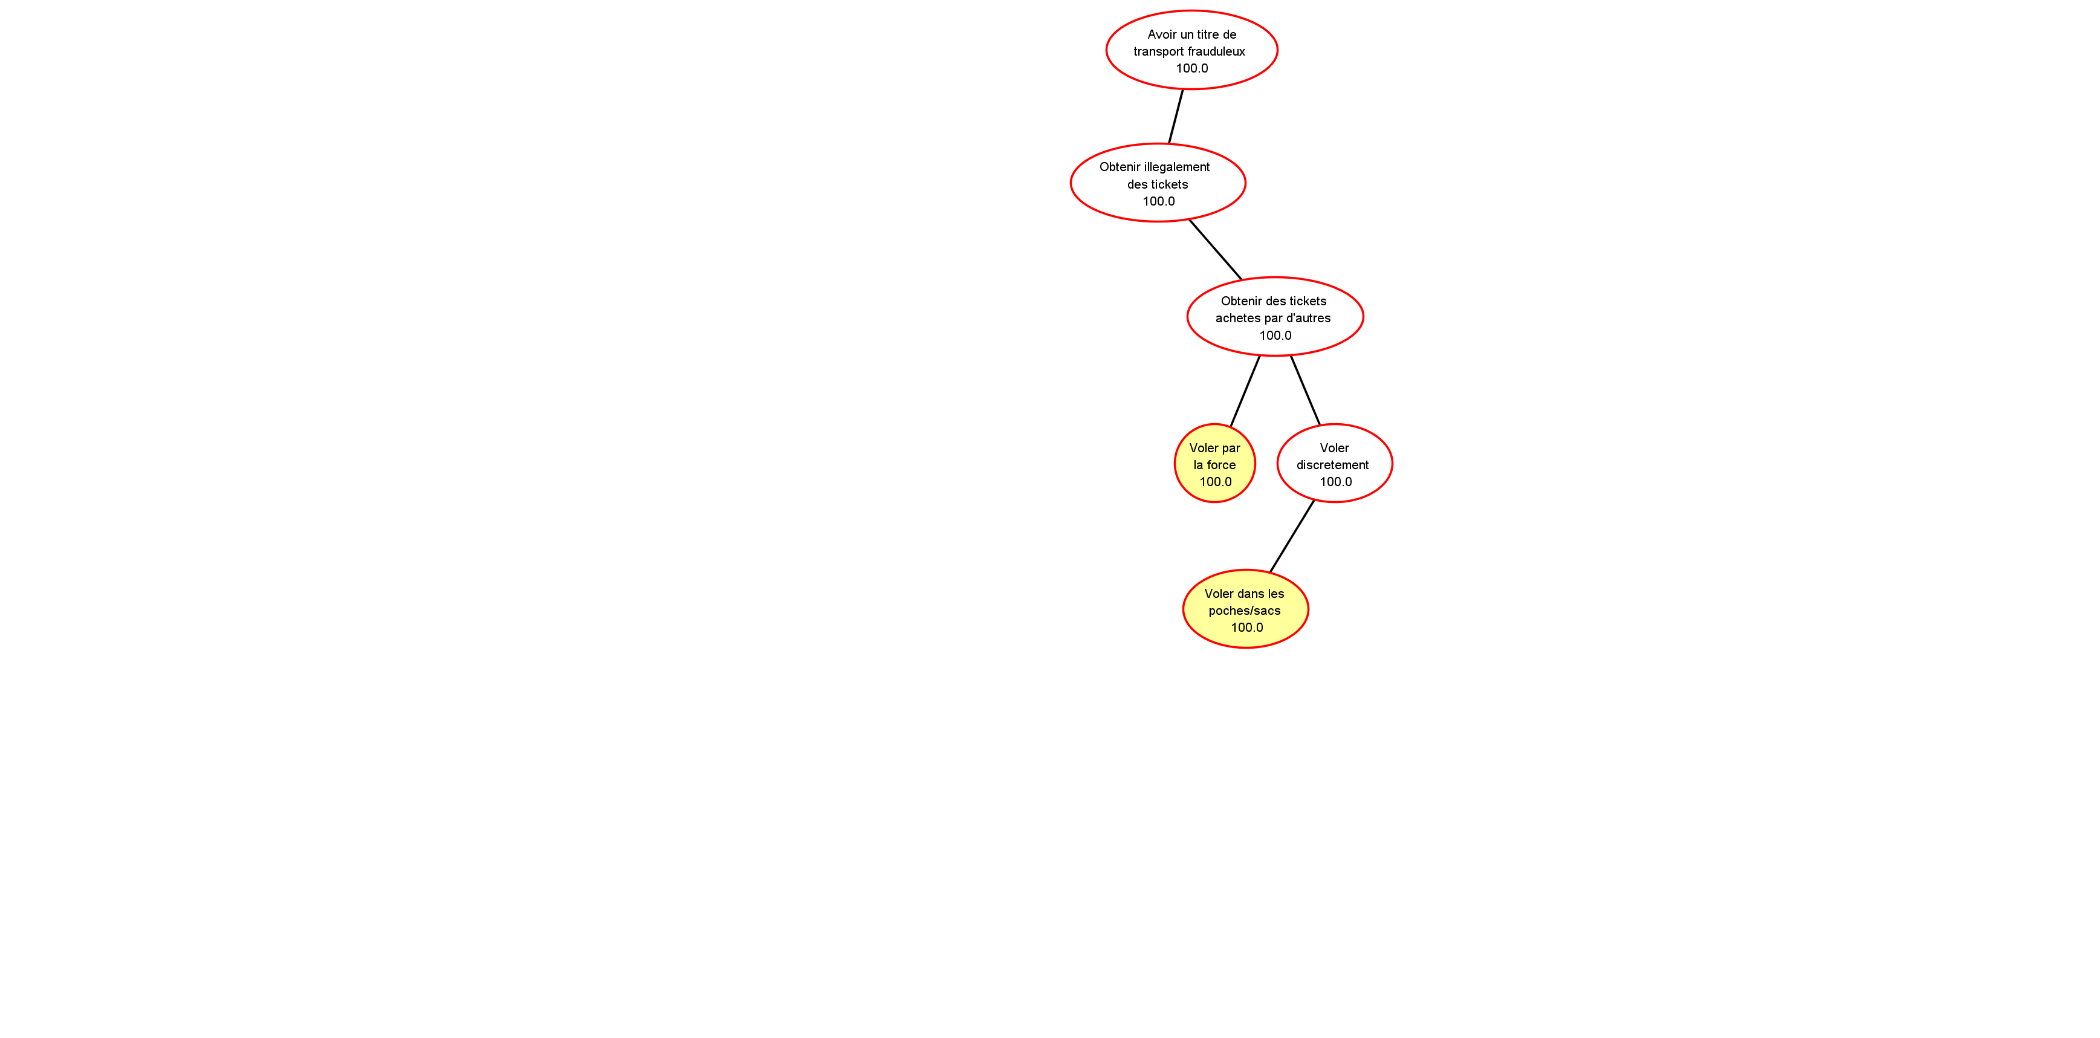 Avoir un titre de
transport frauduleux
100.0
Obtenir illegalement
des tickets
100.0
Obtenir des tickets
achetes par d'autres
100.0
Voler par
la force
100.0
Voler
discretement
100.0
Voler dans les
poches/sacs
100.0